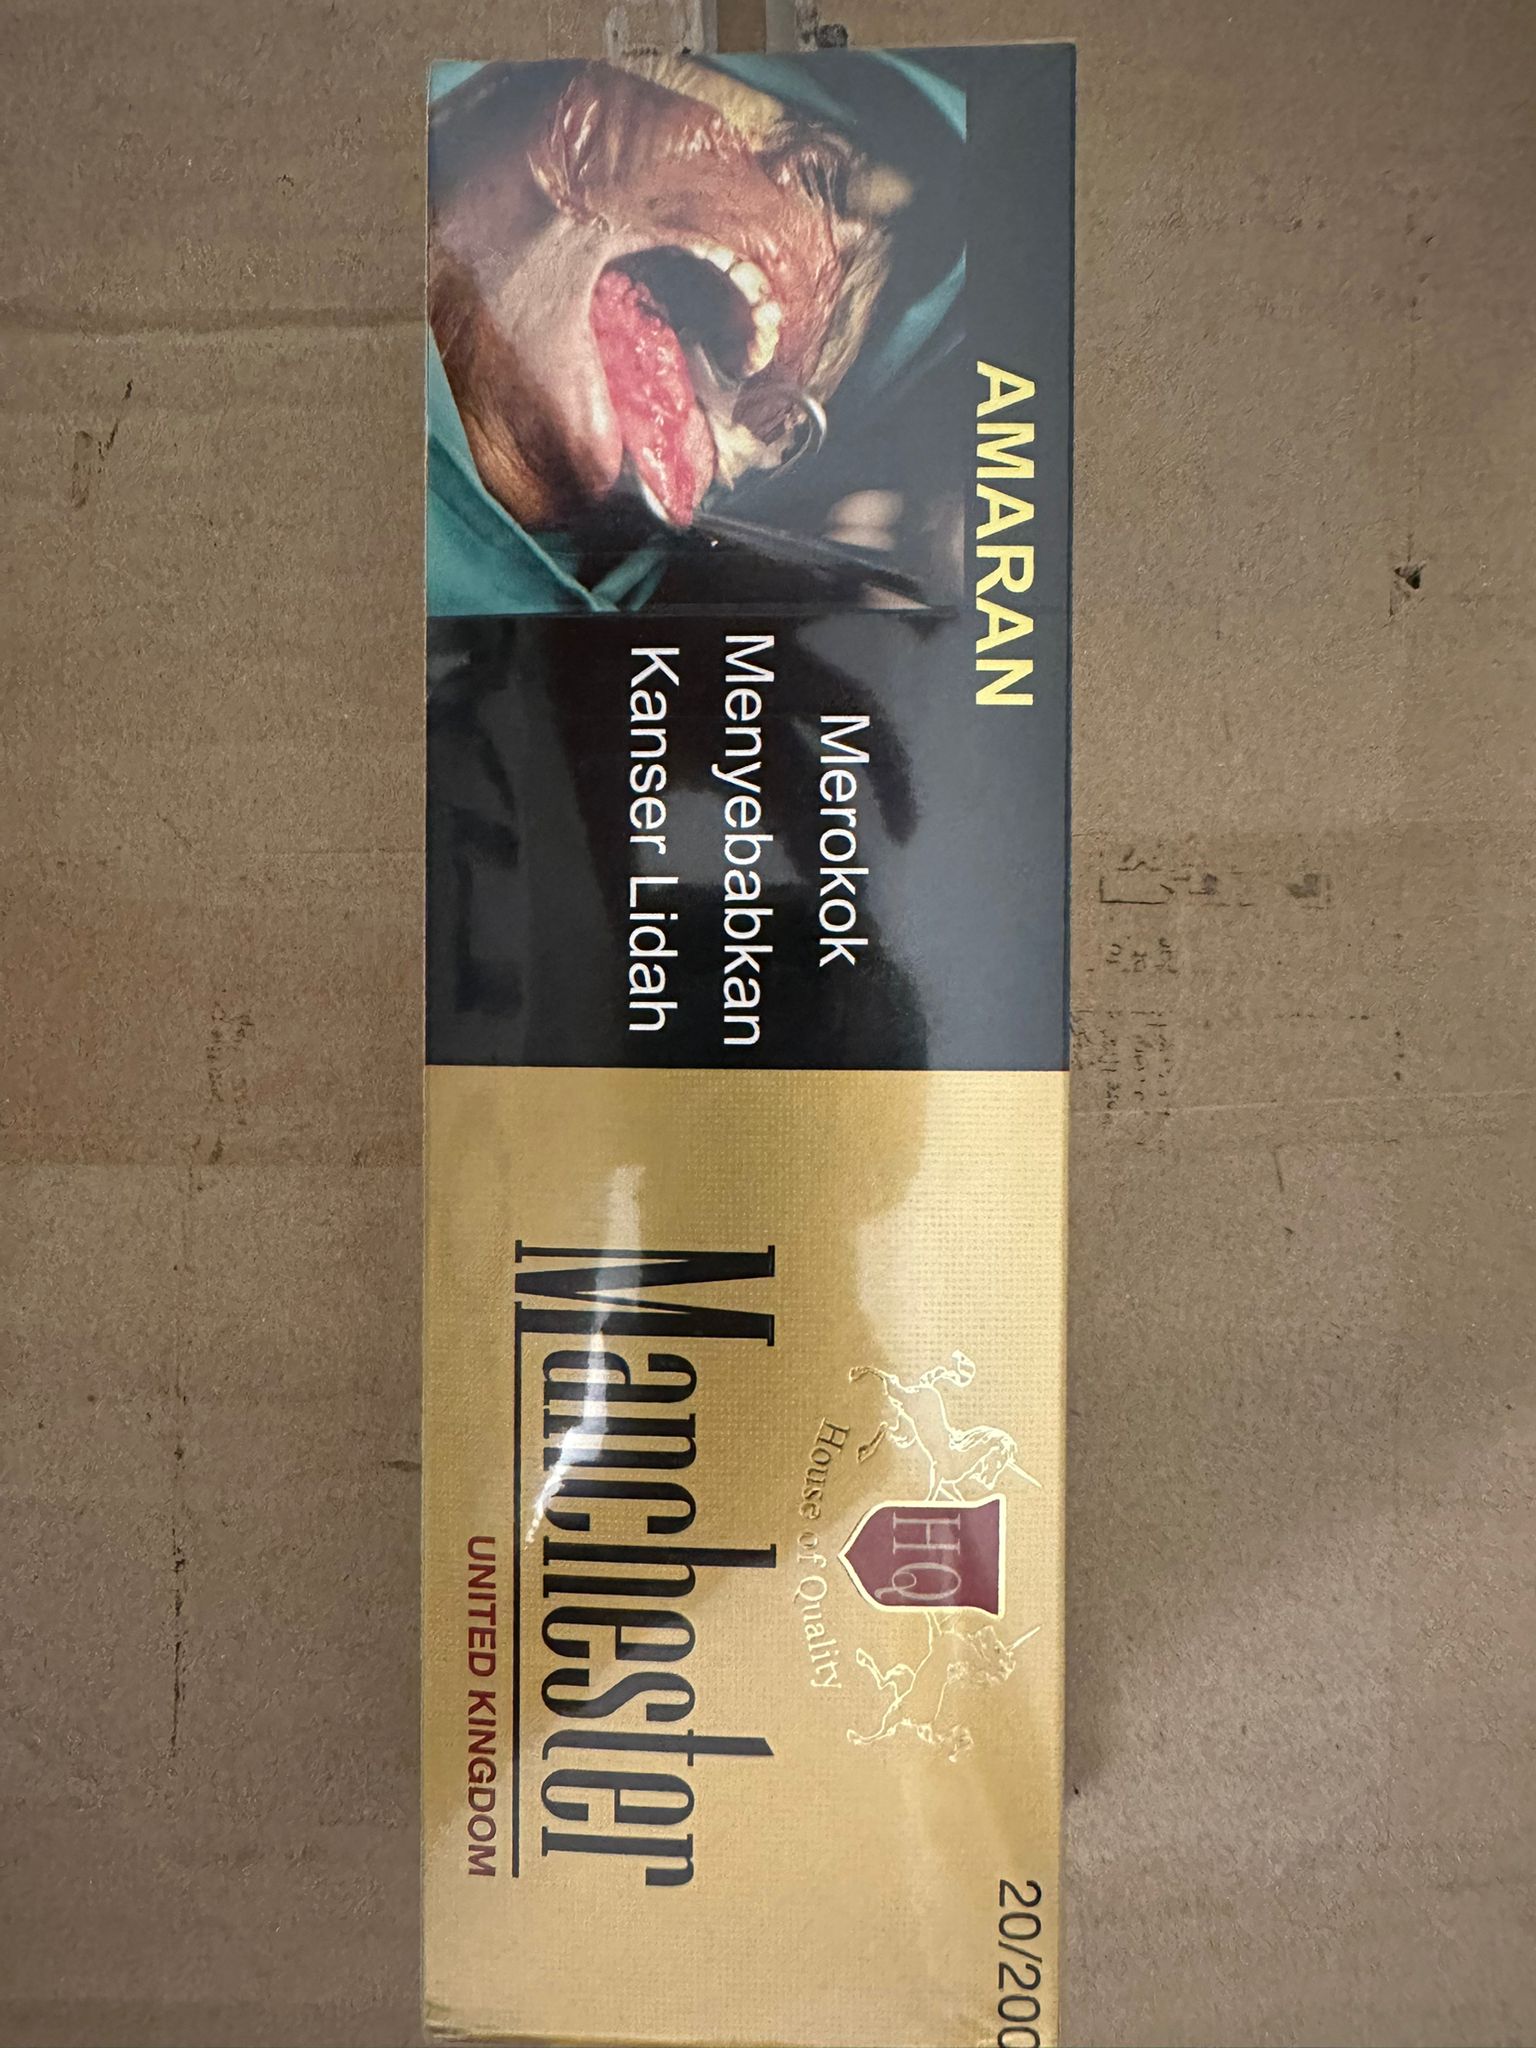 AMARAN
Merokok
Menyebabkan
Kanser Lidah
20/200
HQ
House of Quality
Manchester
UNITED KINGDOM